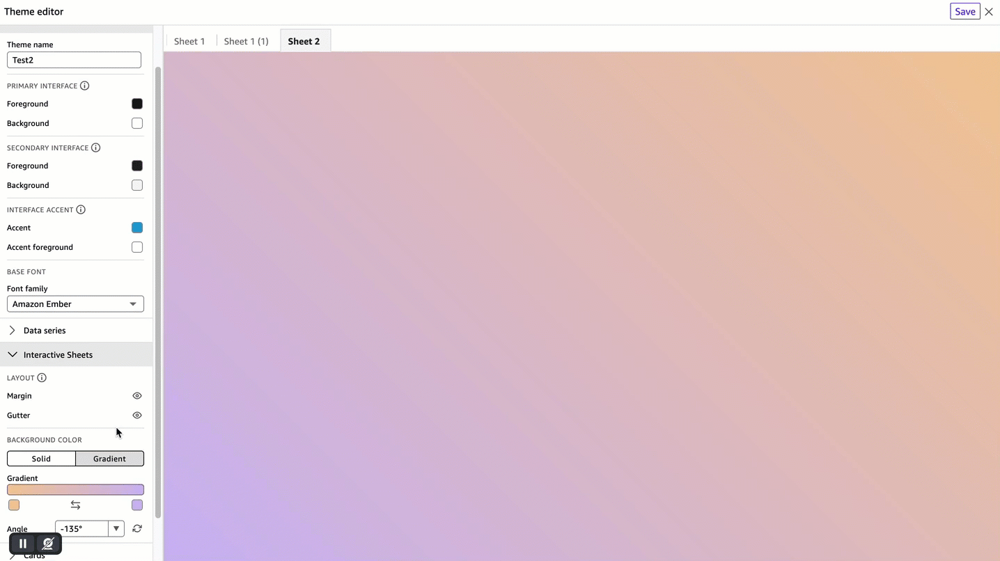 Theme editor
Save
Sheet 1
Sheet 1 (1)
Sheet 2
Theme name
Test2
PRIMARY INTERFACE
Foreground
Background
SECONDARY INTERFACE
Foreground
Background
INTERFACE ACCENT
Accent
Accent foreground
BASE FONT
Font family
Amazon Ember
Data series
Interactive Sheets
LAYOUT
Margin
Gutter
BACKGROUND COLOR
Solid Gradient
Gradient
Angle -135°
Cards